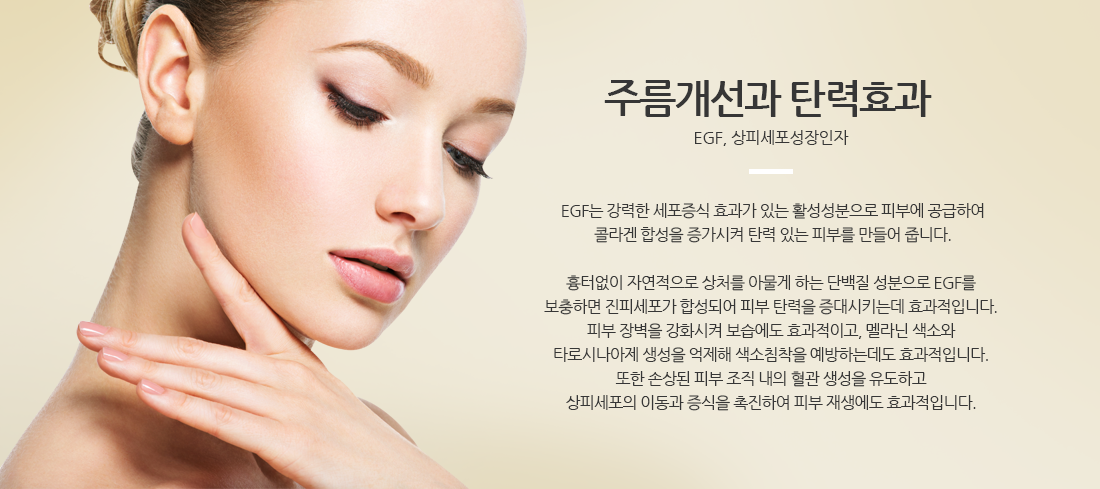 주름개선과 탄력효과
EGF, 상피세포성장인자
EGF는 강력한 세포증식 효과가 있는 활성성분으로 피부에 공급하여
콜라겐 합성을 증가시켜 탄력 있는 피부를 만들어 줍니다.
흉터없이 자연적으로 상처를 아물게 하는 단백질 성분으로 EGF를
보충하면 진피세포가 합성되어 피부 탄력을 증대시키는데 효과적입니다.
피부 장벽을 강화시켜 보습에도 효과적이고, 멜라닌 색소와
타로시나아제 생성을 억제해 색소침착을 예방하는데도 효과적입니다.
또한 손상된 피부 조직 내의 혈관 생성을 유도하고
상피세포의 이동과 증식을 촉진하여 피부 재생에도 효과적입니다.